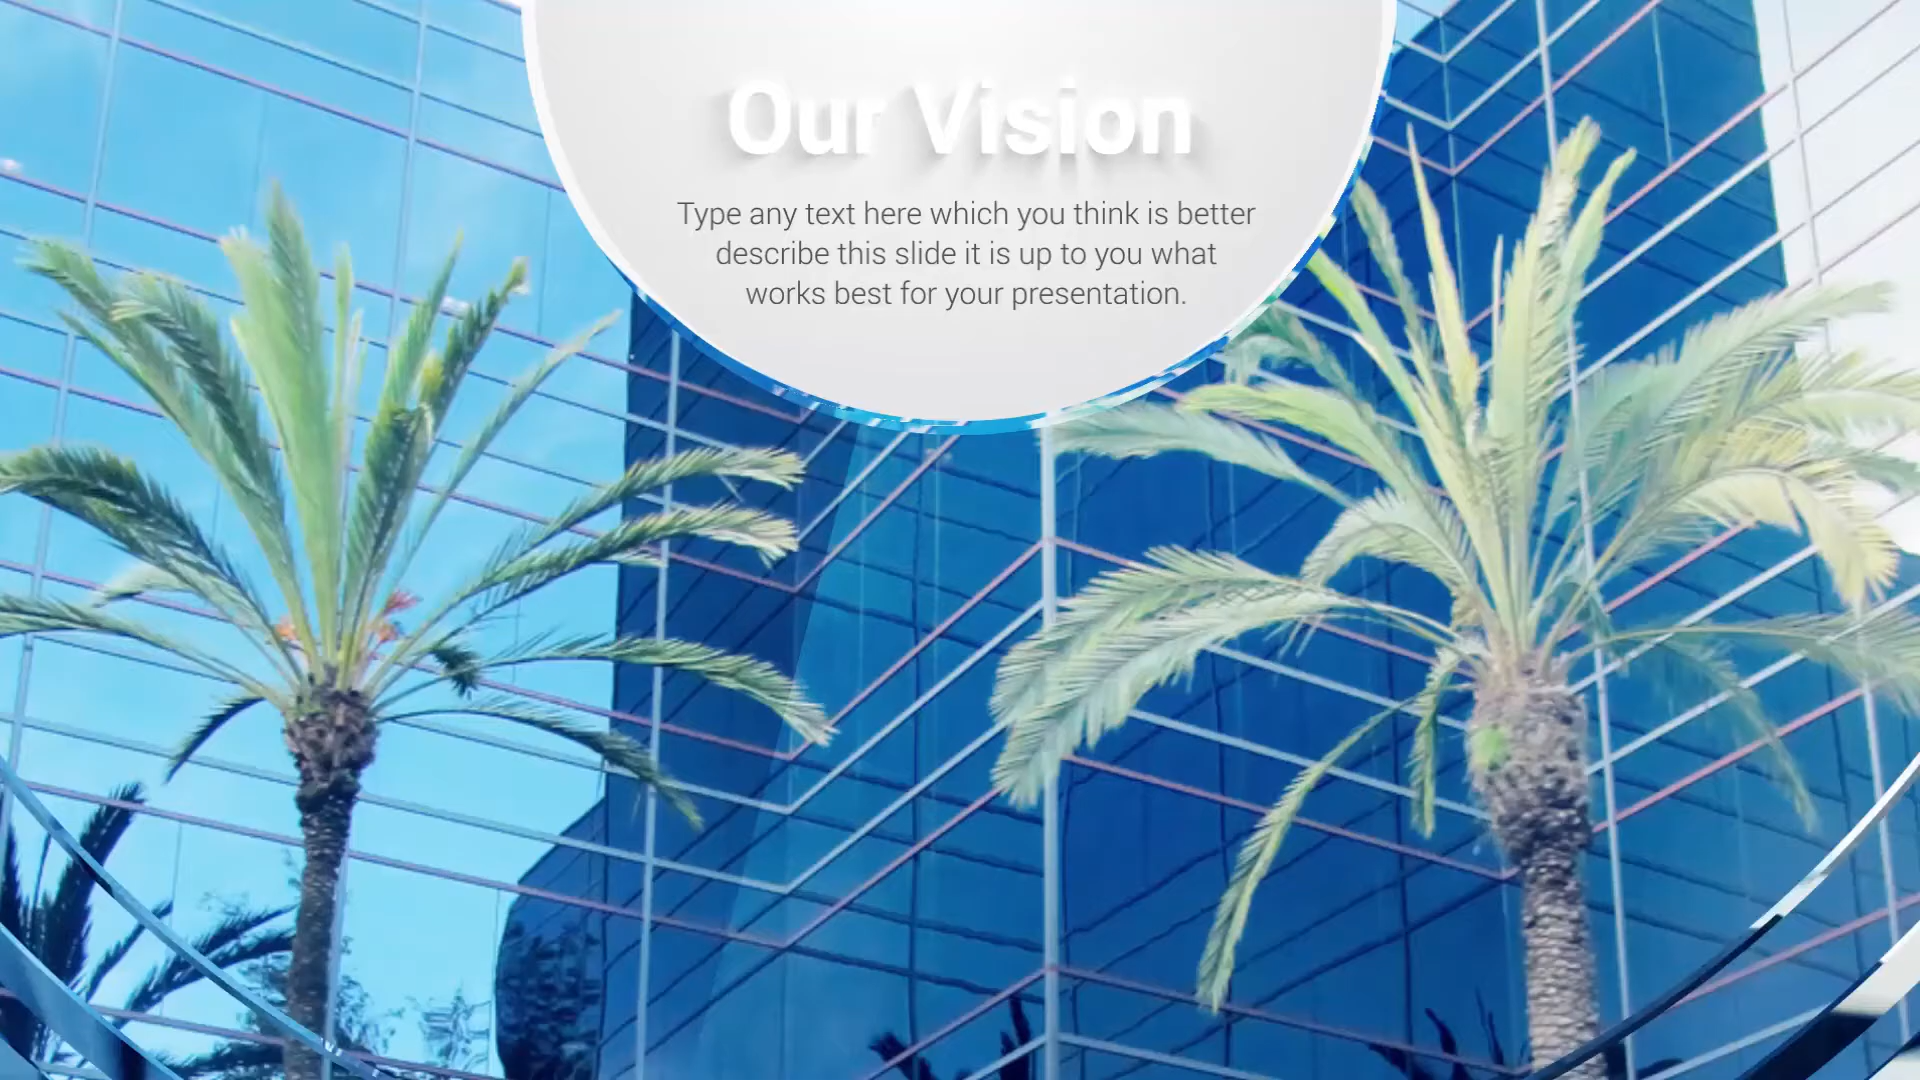 Our Vision
Type any text here which you think is better
describe this slide it is up to you what
works best for your presentation.